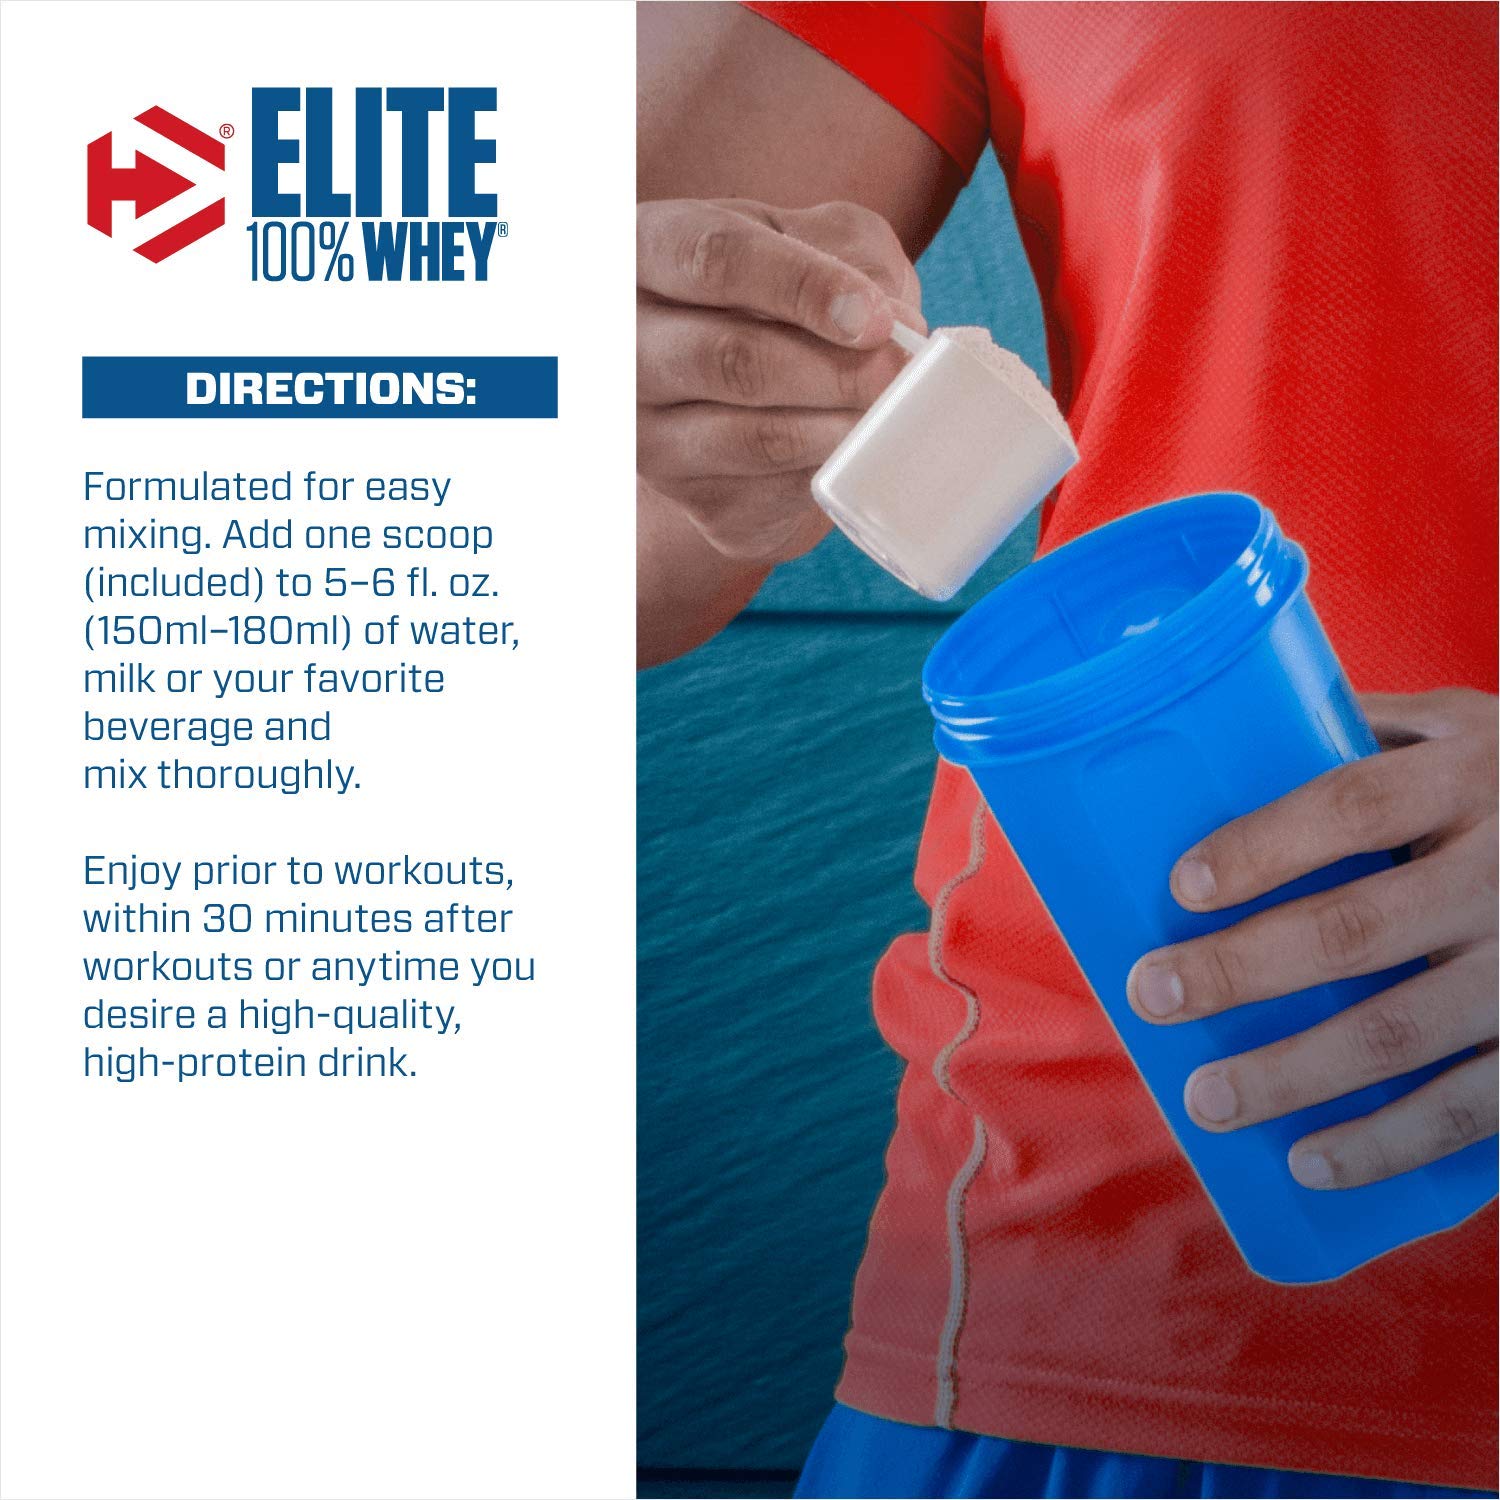 ELITE
100% WHEY®
®
DIRECTIONS:
Formulated for easy
mixing. Add one scoop
(included) to 5–6 fl. oz.
(150ml–180ml) of water,
milk or your favorite
beverage and
mix thoroughly.
Enjoy prior to workouts,
within 30 minutes after
workouts or anytime you
desire a high-quality,
high-protein drink.